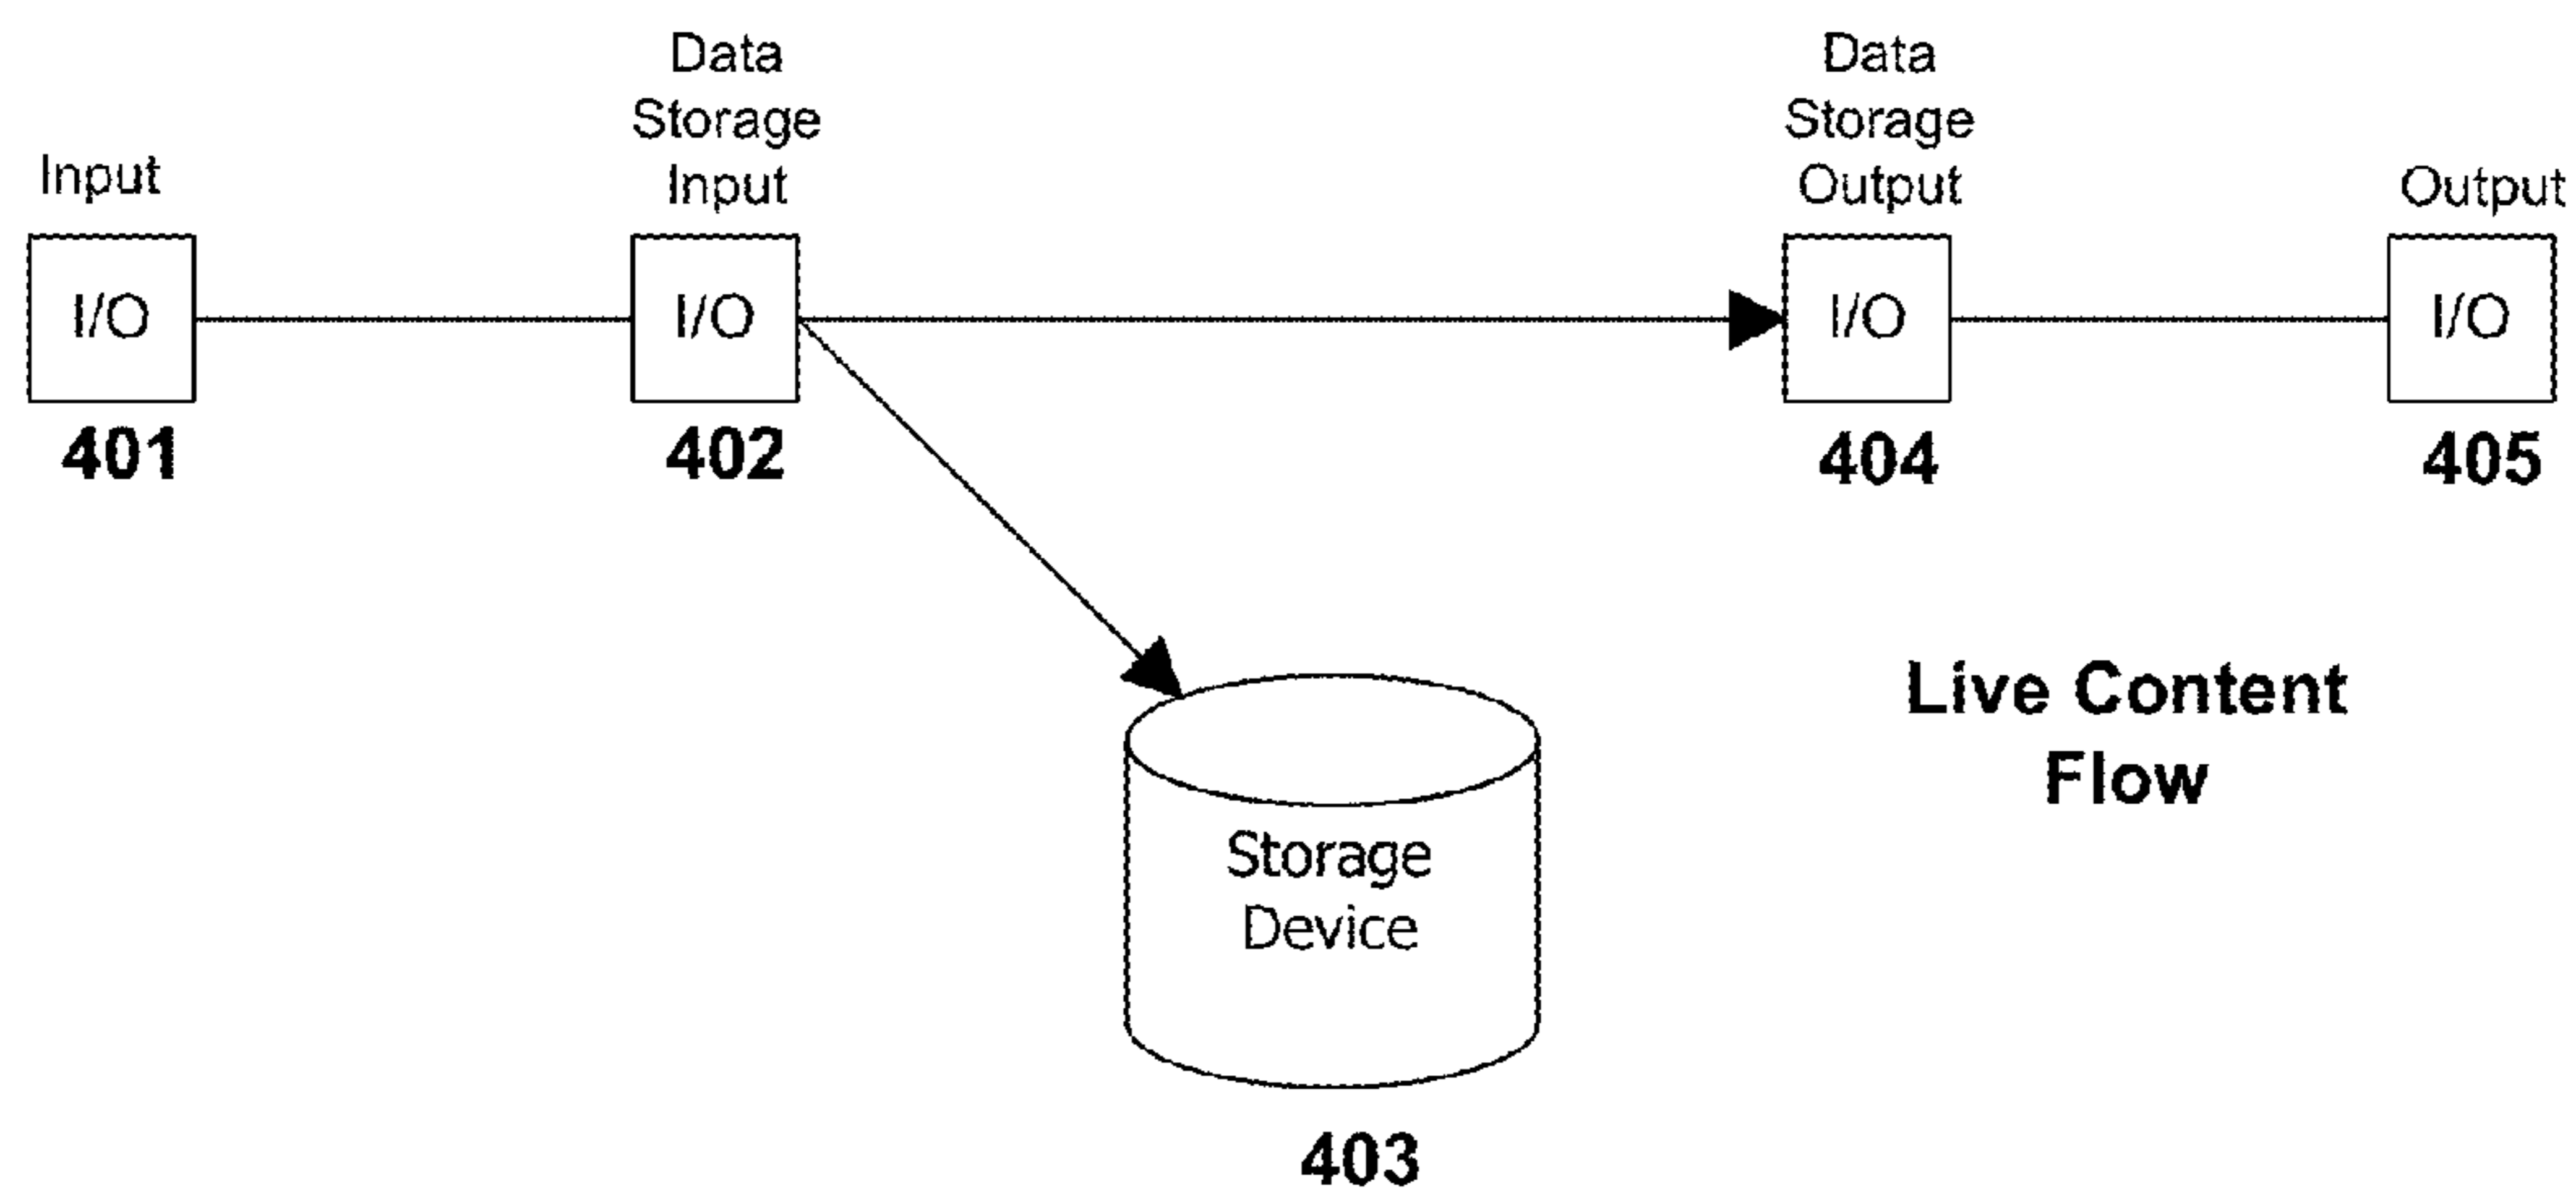 Input
Data
Storage
Input
Data
Storage
Output
Output
I/O
I/O
I/O
I/O
401
402
404
405
Live Content
Flow
Storage
Device
403